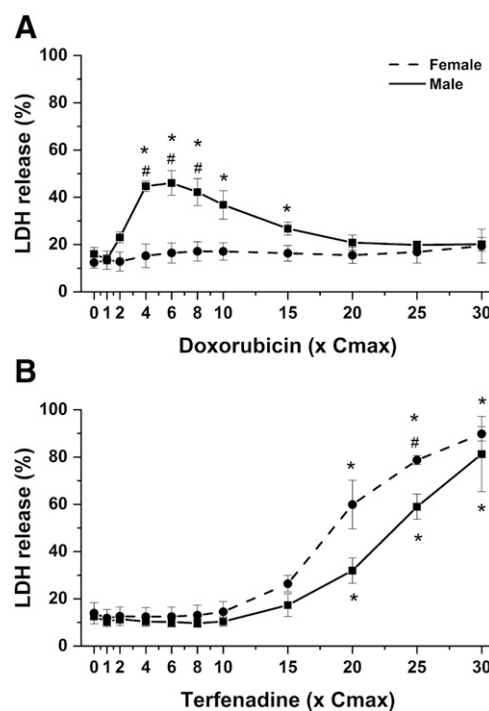 A
100
80
60
40
20
0
LDH release (%)
Female
Male
* * *
# # # * *
0 1 2 4 6 8 10 15 20 25 30
Doxorubicin (x Cmax)
B
100
80
60
40
20
0
LDH release (%)
* * # *
* * *
0 1 2 4 6 8 10 15 20 25 30
Terfenadine (x Cmax)